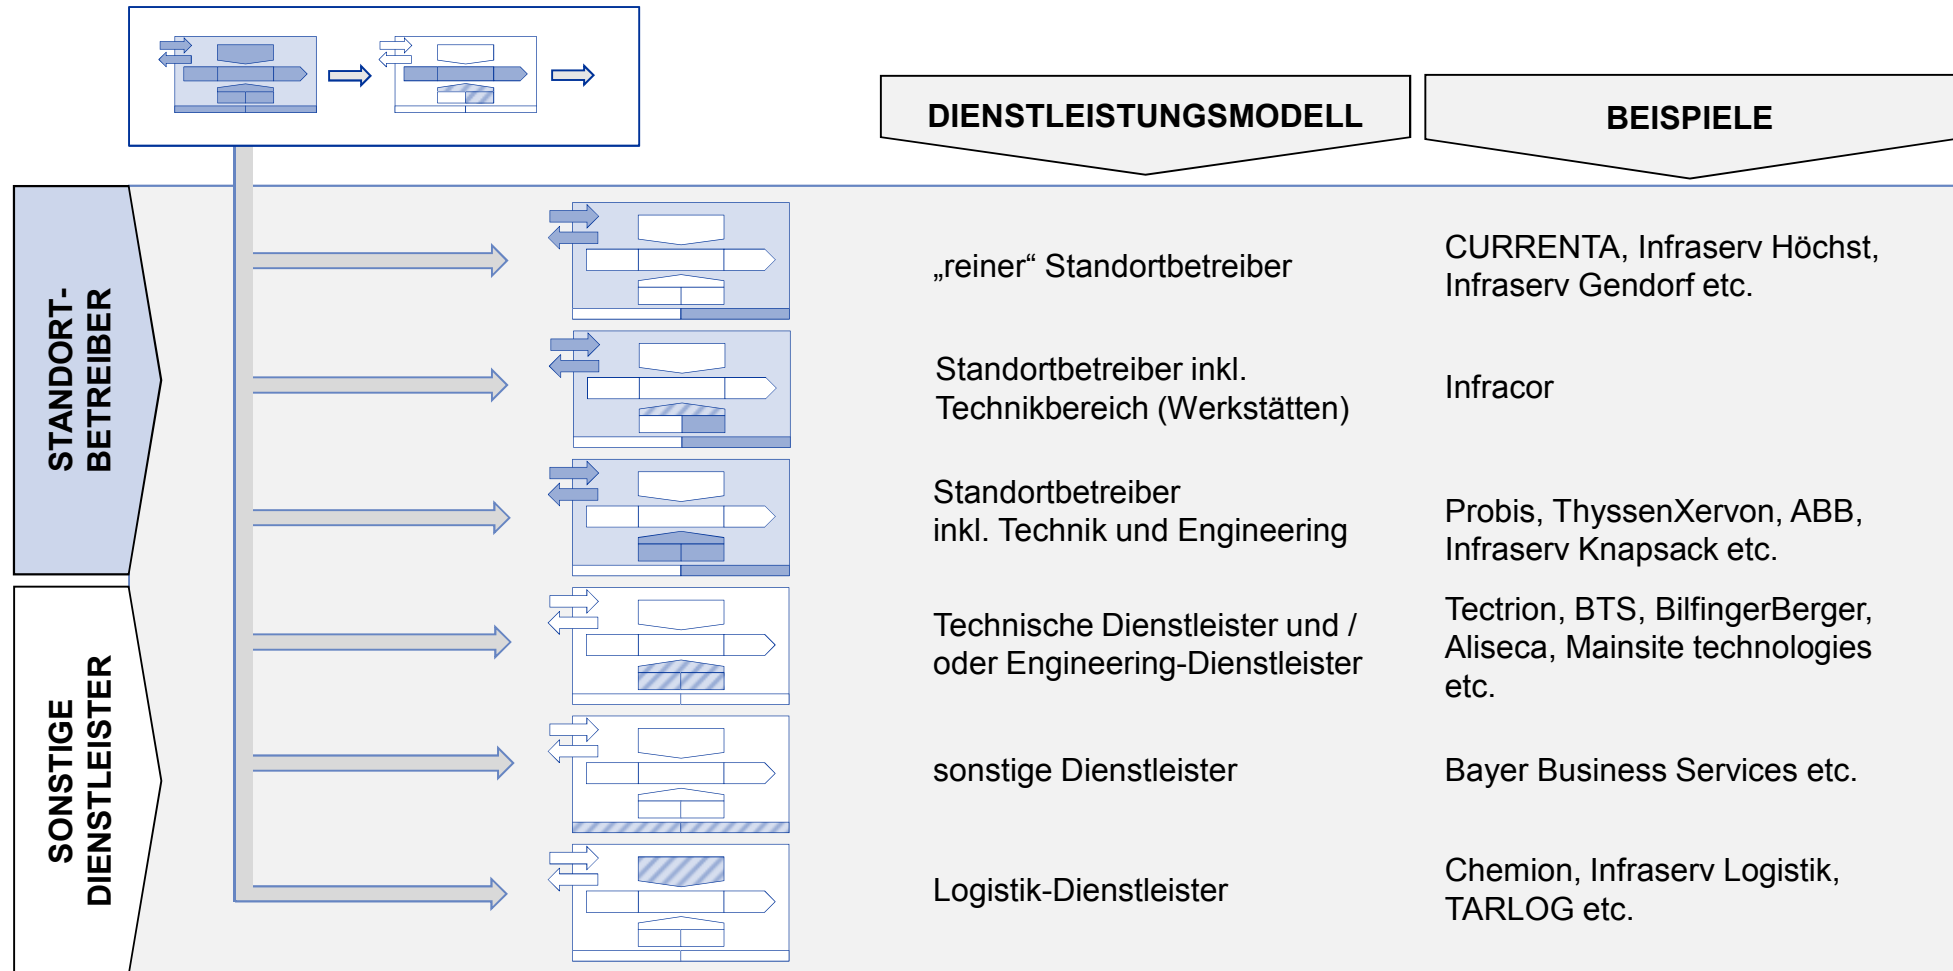 DIENSTLEISTUNGSMODELL
BEISPIELE
STANDORT-
BETREIBER
„reiner“ Standortbetreiber
CURRENTA, Infraserv Höchst,
Infraserv Gendorf etc.
Standortbetreiber inkl.
Technikbereich (Werkstätten)
Infracor
Standortbetreiber
inkl. Technik und Engineering
Probis, ThyssenXervon, ABB,
Infraserv Knapsack etc.
SONSTIGE
DIENSTLEISTER
Technische Dienstleister und /
oder Engineering-Dienstleister
Tectrion, BTS, BilfingerBerger,
Aliseca, Mainsite technologies
etc.
sonstige Dienstleister
Bayer Business Services etc.
Logistik-Dienstleister
Chemion, Infraserv Logistik,
TARLOG etc.